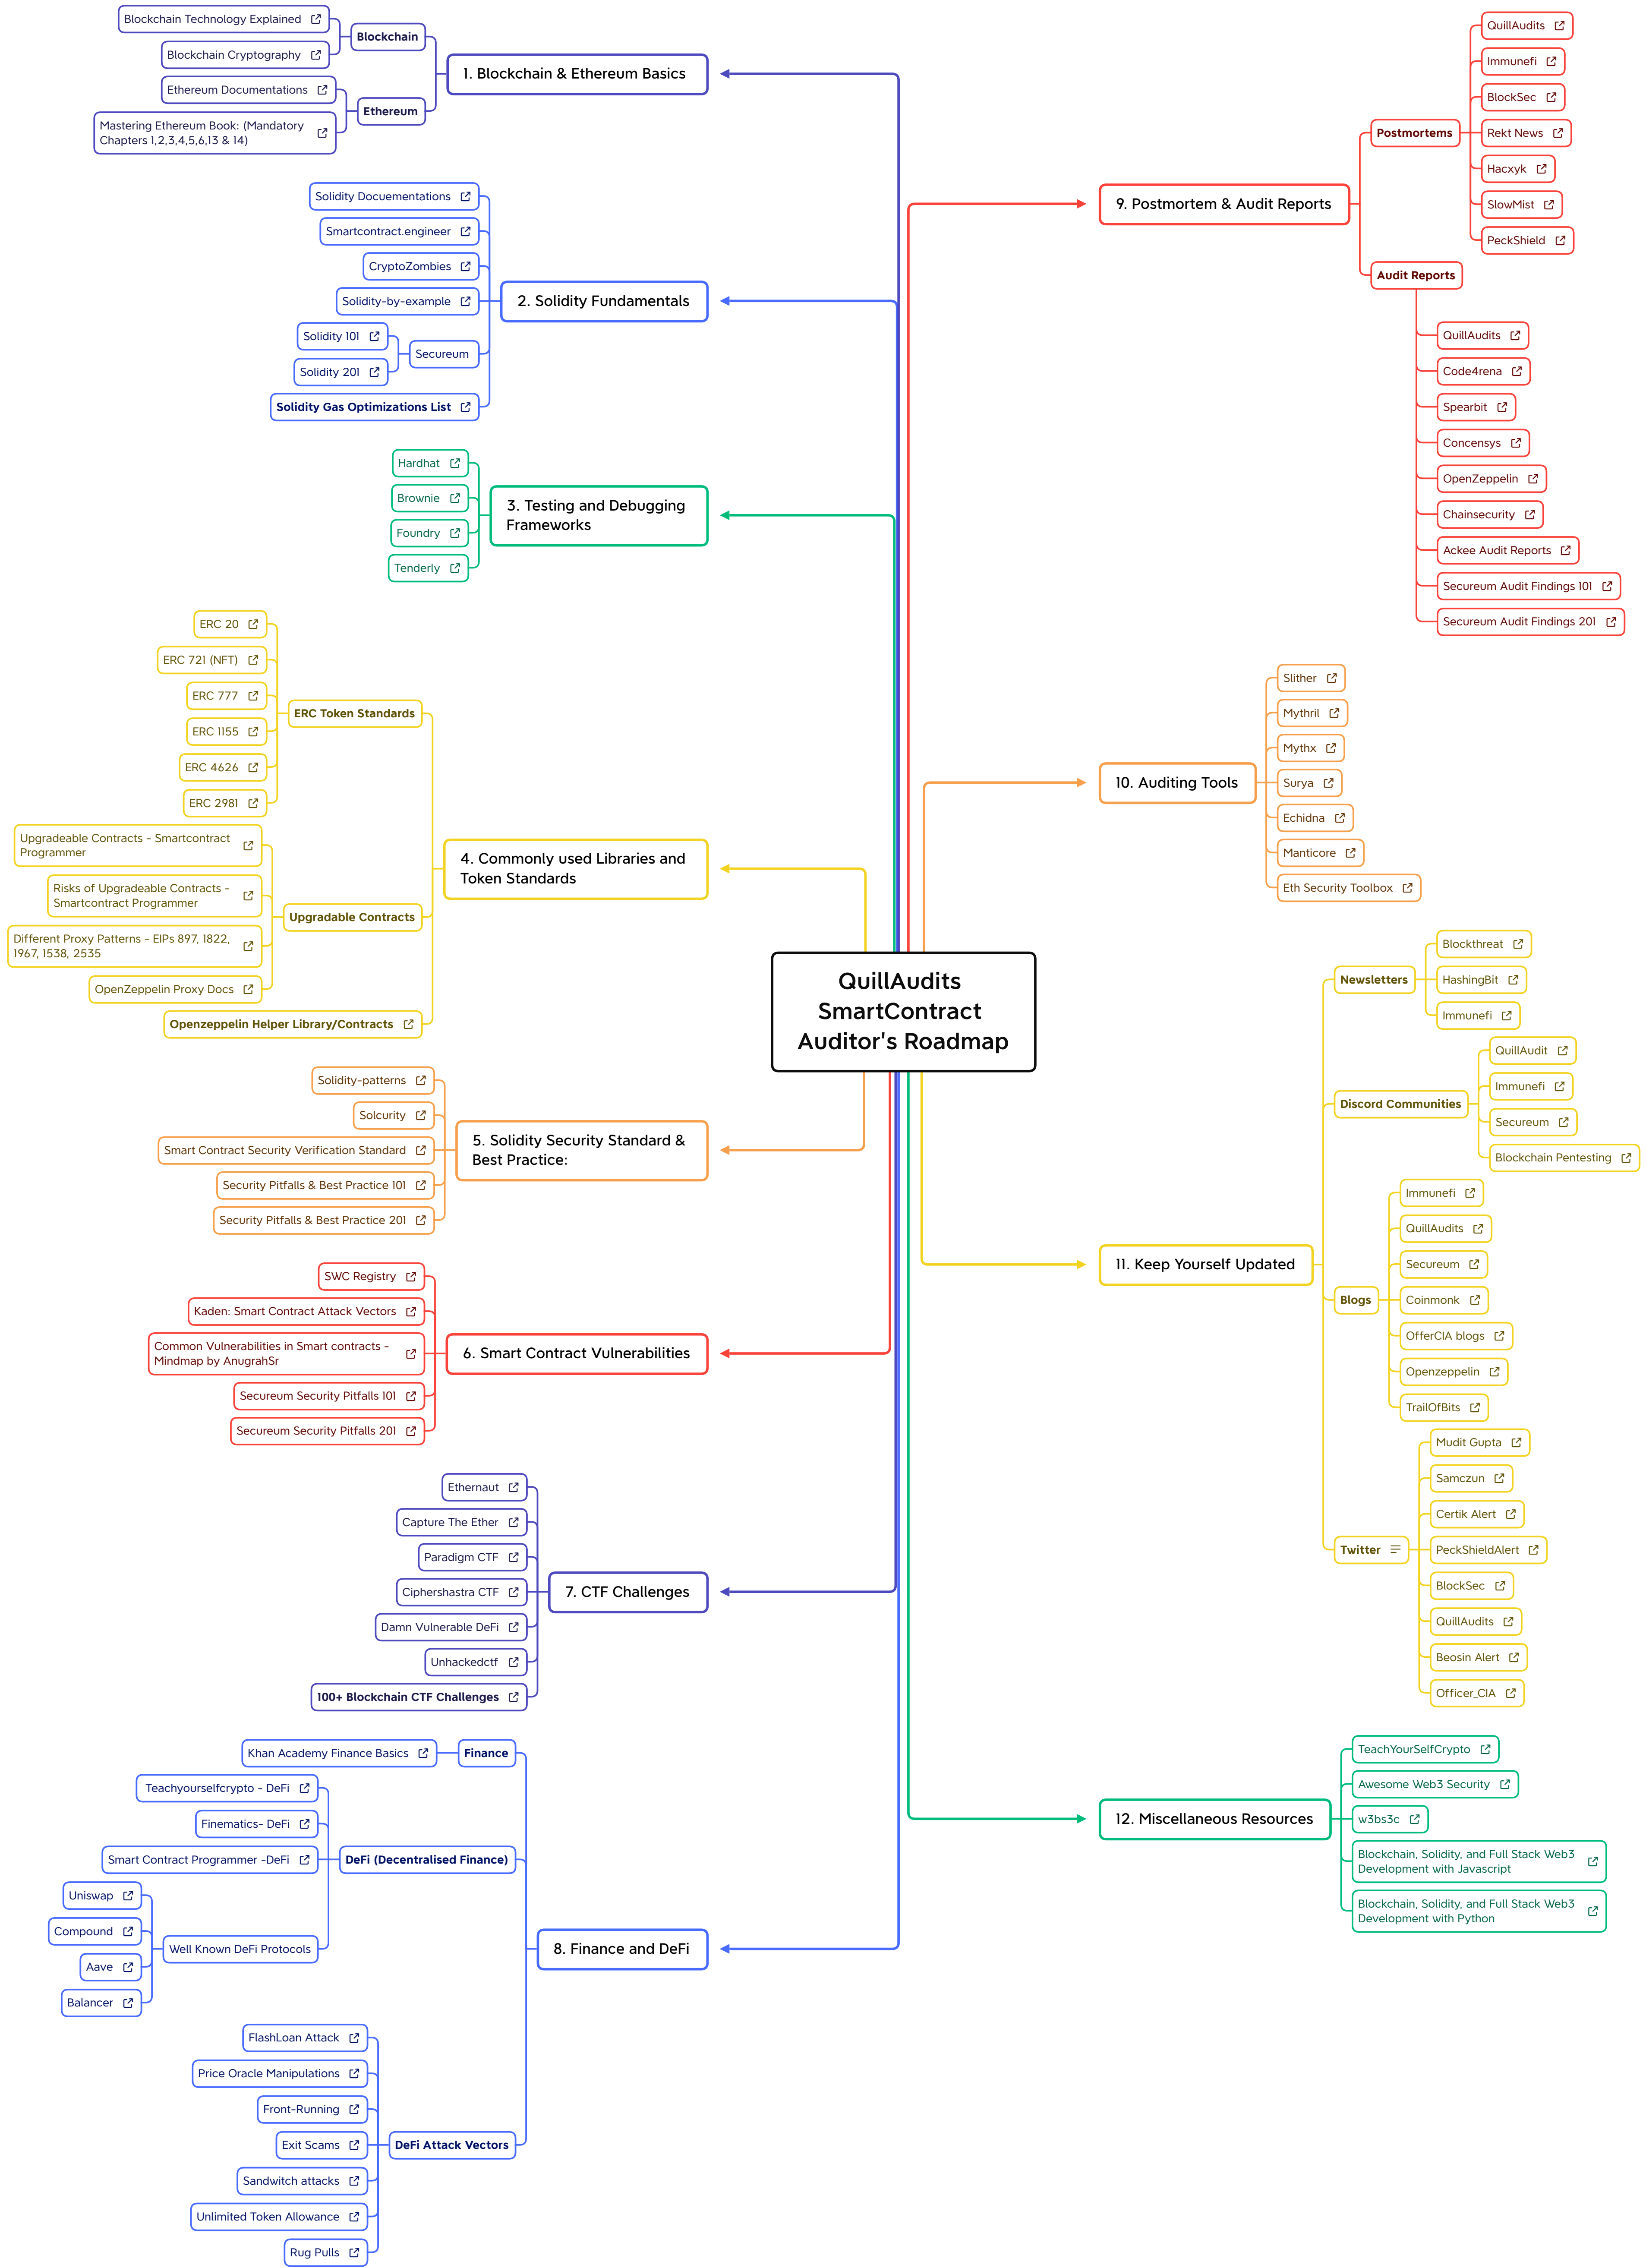 QuillAudits
SmartContract
Auditor's Roadmap
1. Blockchain & Ethereum Basics
Blockchain
Blockchain Technology Explained
Blockchain Cryptography
Ethereum
Ethereum Documentations
Mastering Ethereum Book: (Mandatory
Chapters 1,2,3,4,5,6,13 & 14)
2. Solidity Fundamentals
Solidity Docuementations
Smartcontract.engineer
CryptoZombies
Solidity-by-example
Secureum
Solidity 101
Solidity 201
Solidity Gas Optimizations List
3. Testing and Debugging
Frameworks
Hardhat
Brownie
Foundry
Tenderly
4. Commonly used Libraries and
Token Standards
ERC Token Standards
ERC 20
ERC 721 (NFT)
ERC 777
ERC 1155
ERC 4626
ERC 2981
Upgradable Contracts
Upgradeable Contracts - Smartcontract
Programmer
Risks of Upgradeable Contracts -
Smartcontract Programmer
Different Proxy Patterns - EIPs 897, 1822,
1967, 1538, 2535
OpenZeppelin Proxy Docs
Openzeppelin Helper Library/Contracts
5. Solidity Security Standard &
Best Practice:
Solidity-patterns
Solcurity
Smart Contract Security Verification Standard
Security Pitfalls & Best Practice 101
Security Pitfalls & Best Practice 201
6. Smart Contract Vulnerabilities
SWC Registry
Kaden: Smart Contract Attack Vectors
Common Vulnerabilities in Smart contracts -
Mindmap by AnugrahSr
Secureum Security Pitfalls 101
Secureum Security Pitfalls 201
7. CTF Challenges
Ethernaut
Capture The Ether
Paradigm CTF
Ciphershastra CTF
Damn Vulnerable DeFi
Unhackedctf
100+ Blockchain CTF Challenges
8. Finance and DeFi
Finance
Khan Academy Finance Basics
DeFi (Decentralised Finance)
Teachyourselfcrypto - DeFi
Finematics- DeFi
Smart Contract Programmer -DeFi
Well Known DeFi Protocols
Uniswap
Compound
Aave
Balancer
DeFi Attack Vectors
FlashLoan Attack
Price Oracle Manipulations
Front-Running
Exit Scams
Sandwitch attacks
Unlimited Token Allowance
Rug Pulls
9. Postmortem & Audit Reports
Postmortems
QuillAudits
Immunefi
BlockSec
Rekt News
Hacxyk
SlowMist
PeckShield
Audit Reports
QuillAudits
Code4rena
Spearbit
Concensys
OpenZeppelin
Chainsecurity
Ackee Audit Reports
Secureum Audit Findings 101
Secureum Audit Findings 201
10. Auditing Tools
Slither
Mythril
Mythx
Surya
Echidna
Manticore
Eth Security Toolbox
11. Keep Yourself Updated
Newsletters
Blockthreat
HashingBit
Immunefi
Discord Communities
QuillAudit
Immunefi
Secureum
Blockchain Pentesting
Blogs
Immunefi
QuillAudits
Secureum
Coinmonk
OfferCIA blogs
Openzeppelin
TrailOfBits
Twitter
Mudit Gupta
Samczun
Certik Alert
PeckShieldAlert
BlockSec
QuillAudits
Beosin Alert
Officer_CIA
12. Miscellaneous Resources
TeachYourSelfCrypto
Awesome Web3 Security
w3bs3c
Blockchain, Solidity, and Full Stack Web3
Development with Javascript
Blockchain, Solidity, and Full Stack Web3
Development with Python